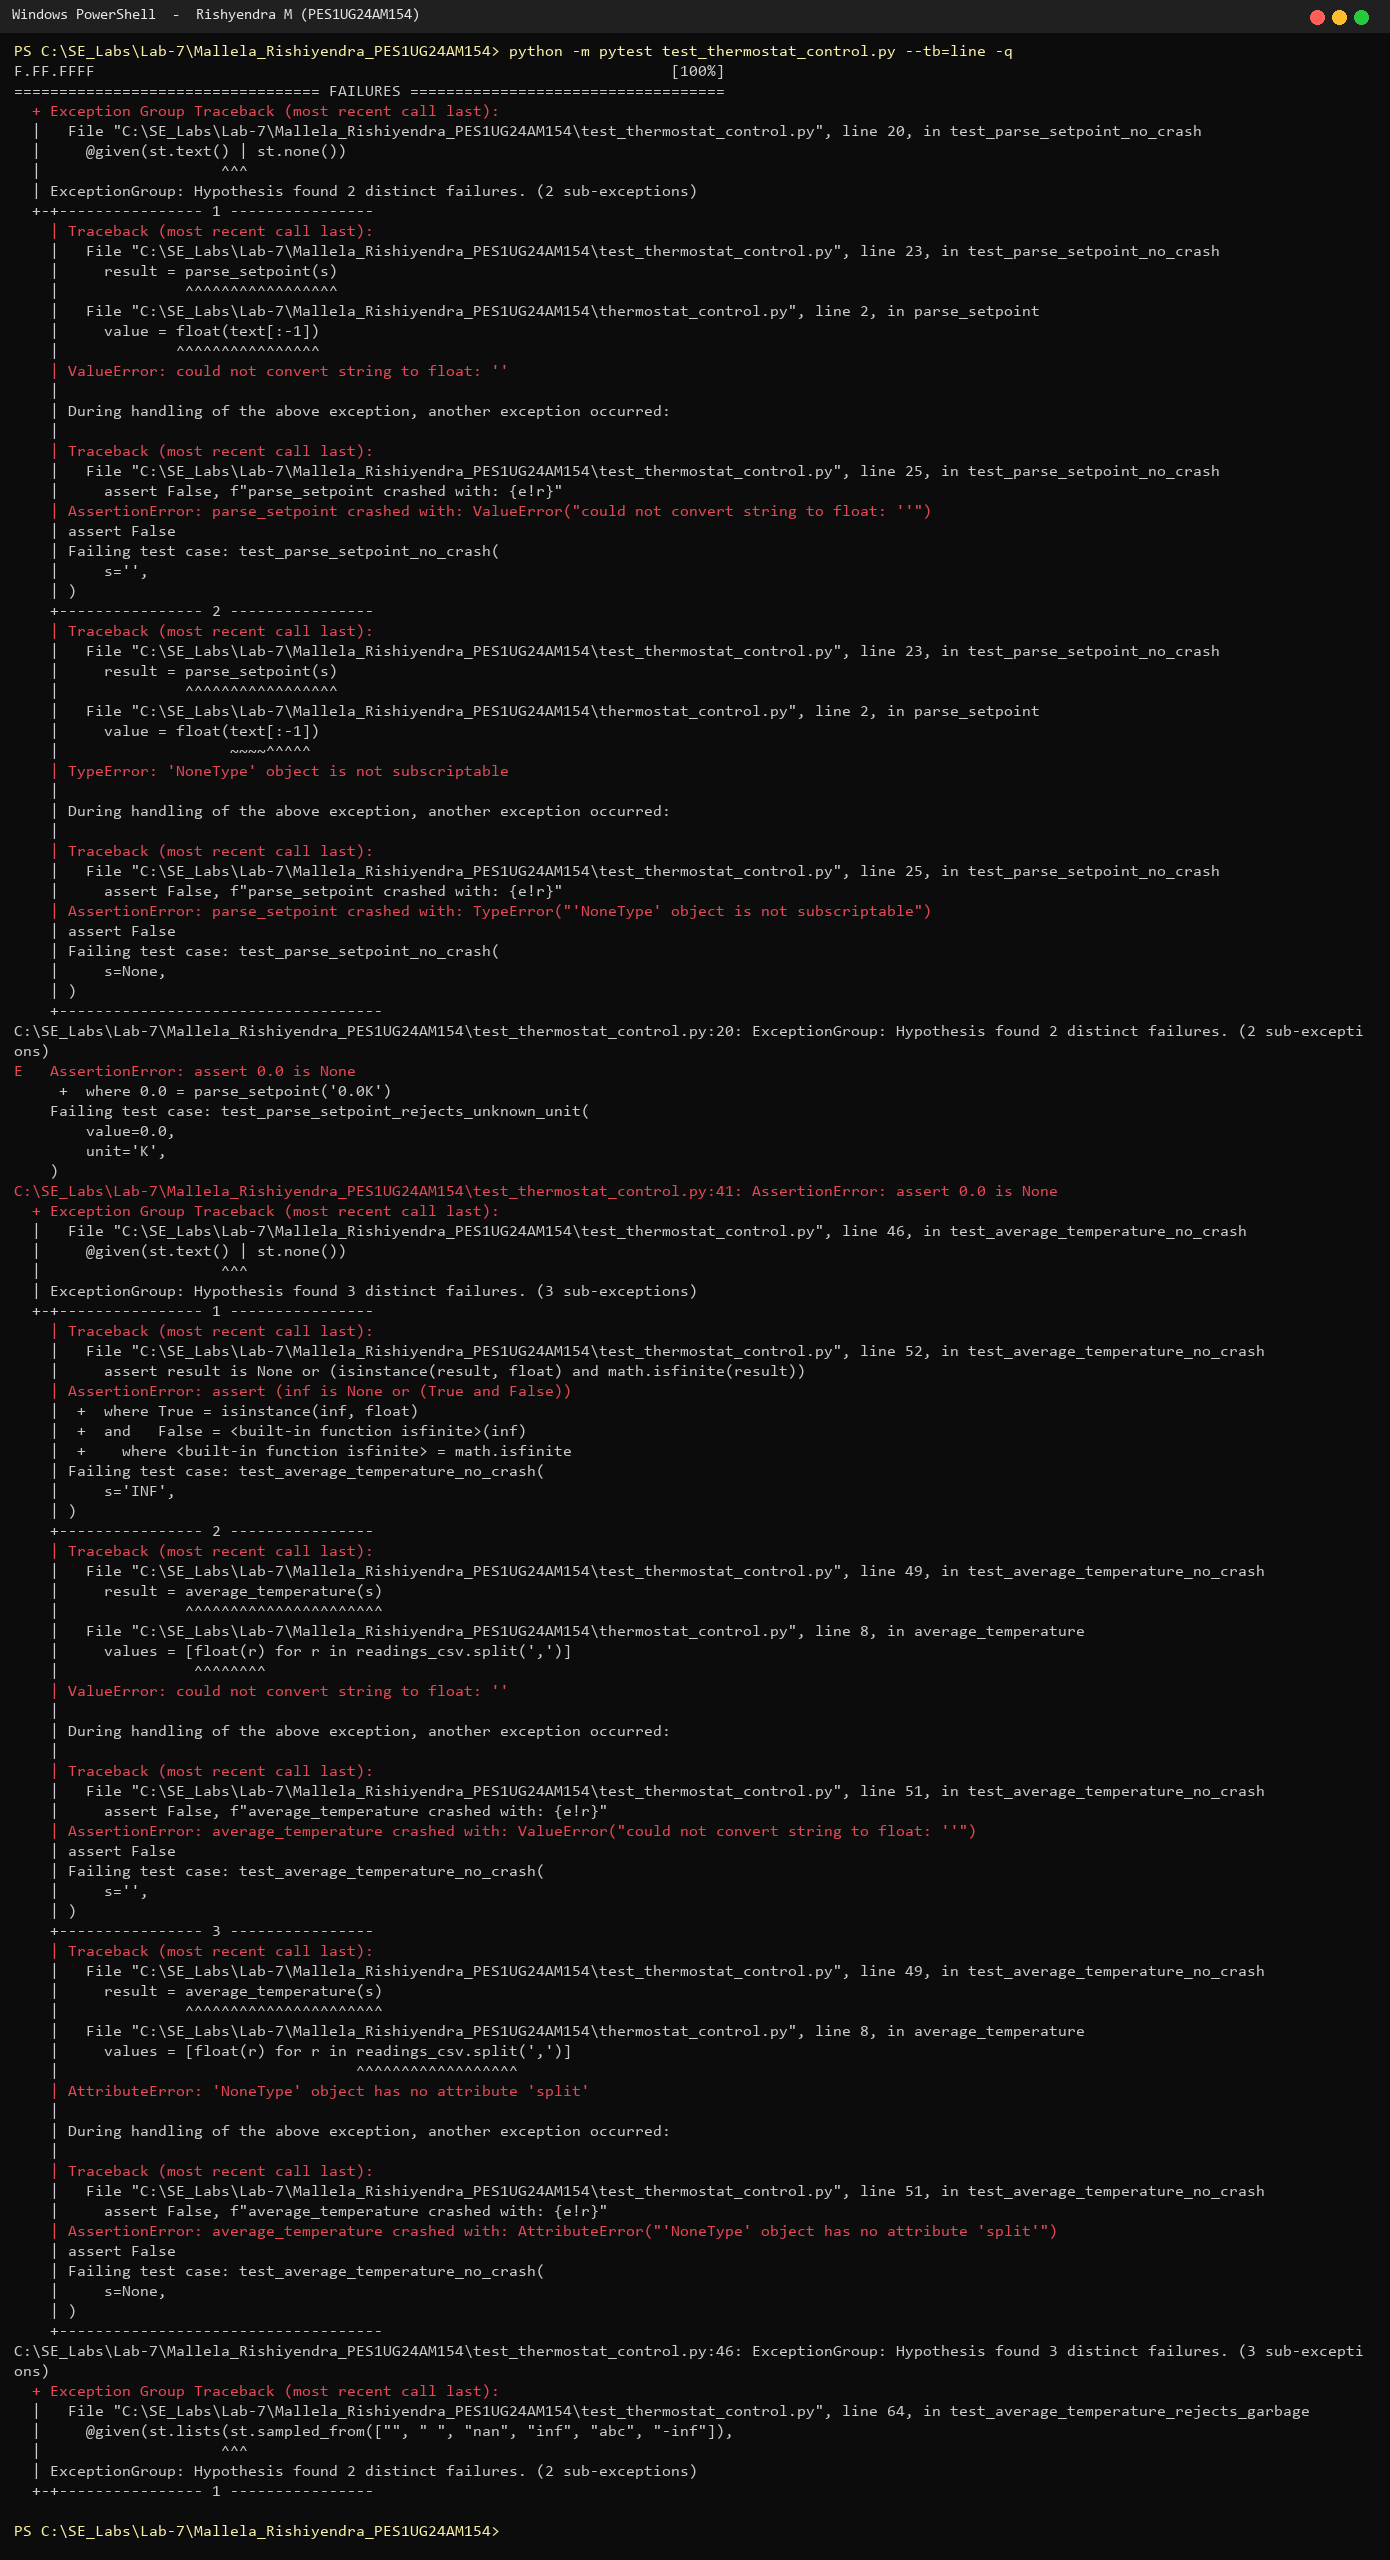 Windows PowerShell  -  Rishyendra M (PES1UG24AM154)
PS C:\SE_Labs\Lab-7\Mallela_Rishiyendra_PES1UG24AM154> python -m pytest test_thermostat_control.py --tb=line -q
F.FF.FFFF                                                                [100%]
================================== FAILURES ===================================
  + Exception Group Traceback (most recent call last):
  |   File "C:\SE_Labs\Lab-7\Mallela_Rishiyendra_PES1UG24AM154\test_thermostat_control.py", line 20, in test_parse_setpoint_no_crash
  |     @given(st.text() | st.none())
  |                    ^^^
  | ExceptionGroup: Hypothesis found 2 distinct failures. (2 sub-exceptions)
  +-+---------------- 1 ----------------
    | Traceback (most recent call last):
    |   File "C:\SE_Labs\Lab-7\Mallela_Rishiyendra_PES1UG24AM154\test_thermostat_control.py", line 23, in test_parse_setpoint_no_crash
    |     result = parse_setpoint(s)
    |              ^^^^^^^^^^^^^^^^^
    |   File "C:\SE_Labs\Lab-7\Mallela_Rishiyendra_PES1UG24AM154\thermostat_control.py", line 2, in parse_setpoint
    |     value = float(text[:-1])
    |             ^^^^^^^^^^^^^^^^
    | ValueError: could not convert string to float: ''
    |
    | During handling of the above exception, another exception occurred:
    |
    | Traceback (most recent call last):
    |   File "C:\SE_Labs\Lab-7\Mallela_Rishiyendra_PES1UG24AM154\test_thermostat_control.py", line 25, in test_parse_setpoint_no_crash
    |     assert False, f"parse_setpoint crashed with: {e!r}"
    | AssertionError: parse_setpoint crashed with: ValueError("could not convert string to float: ''")
    | assert False
    | Failing test case: test_parse_setpoint_no_crash(
    |     s='',
    | )
    +---------------- 2 ----------------
    | Traceback (most recent call last):
    |   File "C:\SE_Labs\Lab-7\Mallela_Rishiyendra_PES1UG24AM154\test_thermostat_control.py", line 23, in test_parse_setpoint_no_crash
    |     result = parse_setpoint(s)
    |              ^^^^^^^^^^^^^^^^^
    |   File "C:\SE_Labs\Lab-7\Mallela_Rishiyendra_PES1UG24AM154\thermostat_control.py", line 2, in parse_setpoint
    |     value = float(text[:-1])
    |                   ~~~~^^^^^
    | TypeError: 'NoneType' object is not subscriptable
    |
    | During handling of the above exception, another exception occurred:
    |
    | Traceback (most recent call last):
    |   File "C:\SE_Labs\Lab-7\Mallela_Rishiyendra_PES1UG24AM154\test_thermostat_control.py", line 25, in test_parse_setpoint_no_crash
    |     assert False, f"parse_setpoint crashed with: {e!r}"
    | AssertionError: parse_setpoint crashed with: TypeError("'NoneType' object is not subscriptable")
    | assert False
    | Failing test case: test_parse_setpoint_no_crash(
    |     s=None,
    | )
    +------------------------------------
C:\SE_Labs\Lab-7\Mallela_Rishiyendra_PES1UG24AM154\test_thermostat_control.py:20: ExceptionGroup: Hypothesis found 2 distinct failures. (2 sub-excepti
ons)
E   AssertionError: assert 0.0 is None
     +  where 0.0 = parse_setpoint('0.0K')
    Failing test case: test_parse_setpoint_rejects_unknown_unit(
        value=0.0,
        unit='K',
    )
C:\SE_Labs\Lab-7\Mallela_Rishiyendra_PES1UG24AM154\test_thermostat_control.py:41: AssertionError: assert 0.0 is None
  + Exception Group Traceback (most recent call last):
  |   File "C:\SE_Labs\Lab-7\Mallela_Rishiyendra_PES1UG24AM154\test_thermostat_control.py", line 46, in test_average_temperature_no_crash
  |     @given(st.text() | st.none())
  |                    ^^^
  | ExceptionGroup: Hypothesis found 3 distinct failures. (3 sub-exceptions)
  +-+---------------- 1 ----------------
    | Traceback (most recent call last):
    |   File "C:\SE_Labs\Lab-7\Mallela_Rishiyendra_PES1UG24AM154\test_thermostat_control.py", line 52, in test_average_temperature_no_crash
    |     assert result is None or (isinstance(result, float) and math.isfinite(result))
    | AssertionError: assert (inf is None or (True and False))
    |  +  where True = isinstance(inf, float)
    |  +  and   False = <built-in function isfinite>(inf)
    |  +    where <built-in function isfinite> = math.isfinite
    | Failing test case: test_average_temperature_no_crash(
    |     s='INF',
    | )
    +---------------- 2 ----------------
    | Traceback (most recent call last):
    |   File "C:\SE_Labs\Lab-7\Mallela_Rishiyendra_PES1UG24AM154\test_thermostat_control.py", line 49, in test_average_temperature_no_crash
    |     result = average_temperature(s)
    |              ^^^^^^^^^^^^^^^^^^^^^^
    |   File "C:\SE_Labs\Lab-7\Mallela_Rishiyendra_PES1UG24AM154\thermostat_control.py", line 8, in average_temperature
    |     values = [float(r) for r in readings_csv.split(',')]
    |               ^^^^^^^^
    | ValueError: could not convert string to float: ''
    |
    | During handling of the above exception, another exception occurred:
    |
    | Traceback (most recent call last):
    |   File "C:\SE_Labs\Lab-7\Mallela_Rishiyendra_PES1UG24AM154\test_thermostat_control.py", line 51, in test_average_temperature_no_crash
    |     assert False, f"average_temperature crashed with: {e!r}"
    | AssertionError: average_temperature crashed with: ValueError("could not convert string to float: ''")
    | assert False
    | Failing test case: test_average_temperature_no_crash(
    |     s='',
    | )
    +---------------- 3 ----------------
    | Traceback (most recent call last):
    |   File "C:\SE_Labs\Lab-7\Mallela_Rishiyendra_PES1UG24AM154\test_thermostat_control.py", line 49, in test_average_temperature_no_crash
    |     result = average_temperature(s)
    |              ^^^^^^^^^^^^^^^^^^^^^^
    |   File "C:\SE_Labs\Lab-7\Mallela_Rishiyendra_PES1UG24AM154\thermostat_control.py", line 8, in average_temperature
    |     values = [float(r) for r in readings_csv.split(',')]
    |                                 ^^^^^^^^^^^^^^^^^^
    | AttributeError: 'NoneType' object has no attribute 'split'
    |
    | During handling of the above exception, another exception occurred:
    |
    | Traceback (most recent call last):
    |   File "C:\SE_Labs\Lab-7\Mallela_Rishiyendra_PES1UG24AM154\test_thermostat_control.py", line 51, in test_average_temperature_no_crash
    |     assert False, f"average_temperature crashed with: {e!r}"
    | AssertionError: average_temperature crashed with: AttributeError("'NoneType' object has no attribute 'split'")
    | assert False
    | Failing test case: test_average_temperature_no_crash(
    |     s=None,
    | )
    +------------------------------------
C:\SE_Labs\Lab-7\Mallela_Rishiyendra_PES1UG24AM154\test_thermostat_control.py:46: ExceptionGroup: Hypothesis found 3 distinct failures. (3 sub-excepti
ons)
  + Exception Group Traceback (most recent call last):
  |   File "C:\SE_Labs\Lab-7\Mallela_Rishiyendra_PES1UG24AM154\test_thermostat_control.py", line 64, in test_average_temperature_rejects_garbage
  |     @given(st.lists(st.sampled_from(["", " ", "nan", "inf", "abc", "-inf"]),
  |                    ^^^
  | ExceptionGroup: Hypothesis found 2 distinct failures. (2 sub-exceptions)
  +-+---------------- 1 ----------------
PS C:\SE_Labs\Lab-7\Mallela_Rishiyendra_PES1UG24AM154>